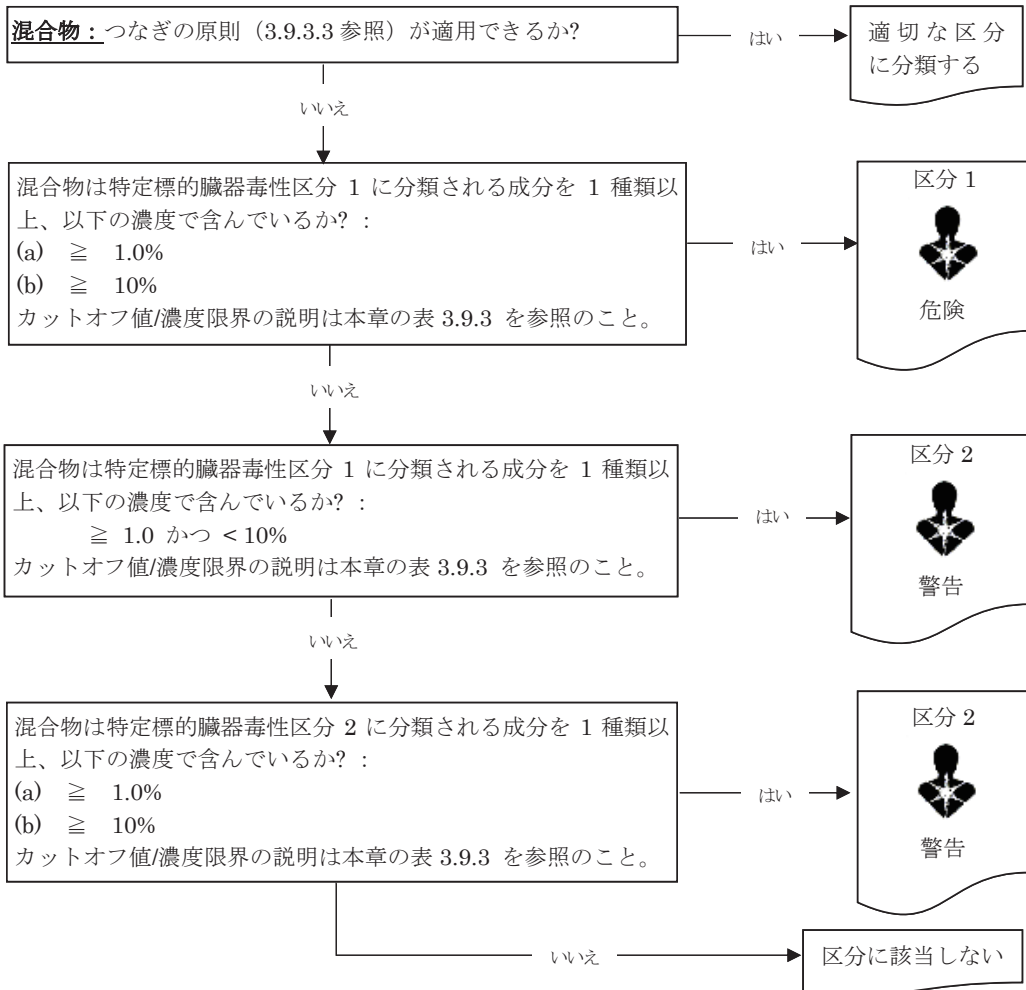 混合物：つなぎの原則（3.9.3.3 参照）が適用できるか?
はい
適切な区分
に分類する
いいえ
混合物は特定標的臓器毒性区分 1 に分類される成分を 1 種類以
上、以下の濃度で含んでいるか? :
(a) ≧ 1.0%
(b) ≧ 10%
カットオフ値/濃度限界の説明は本章の表 3.9.3 を参照のこと。
はい
区分 1
危険
いいえ
混合物は特定標的臓器毒性区分 1 に分類される成分を 1 種類以
上、以下の濃度で含んでいるか? :
≧ 1.0 かつ < 10%
カットオフ値/濃度限界の説明は本章の表 3.9.3 を参照のこと。
はい
区分 2
警告
いいえ
混合物は特定標的臓器毒性区分 2 に分類される成分を 1 種類以
上、以下の濃度で含んでいるか? :
(a) ≧ 1.0%
(b) ≧ 10%
カットオフ値/濃度限界の説明は本章の表 3.9.3 を参照のこと。
はい
区分 2
警告
いいえ
区分に該当しない